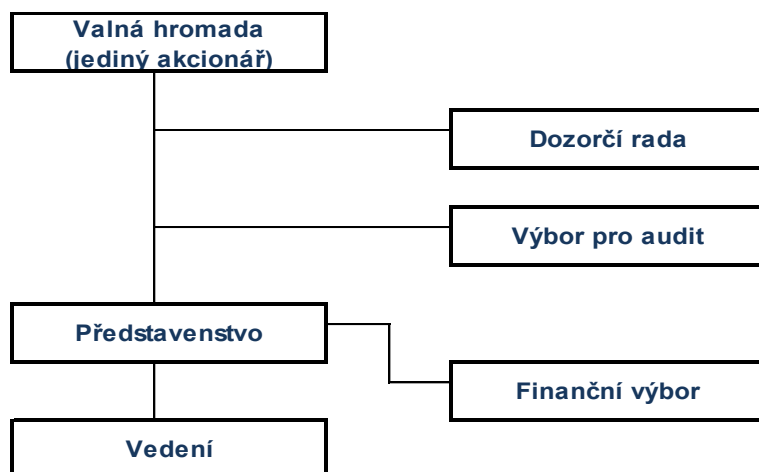 Valná hromada
(jediný akcionář)
Dozorčí rada
Výbor pro audit
Představenstvo
Finanční výbor
Vedení